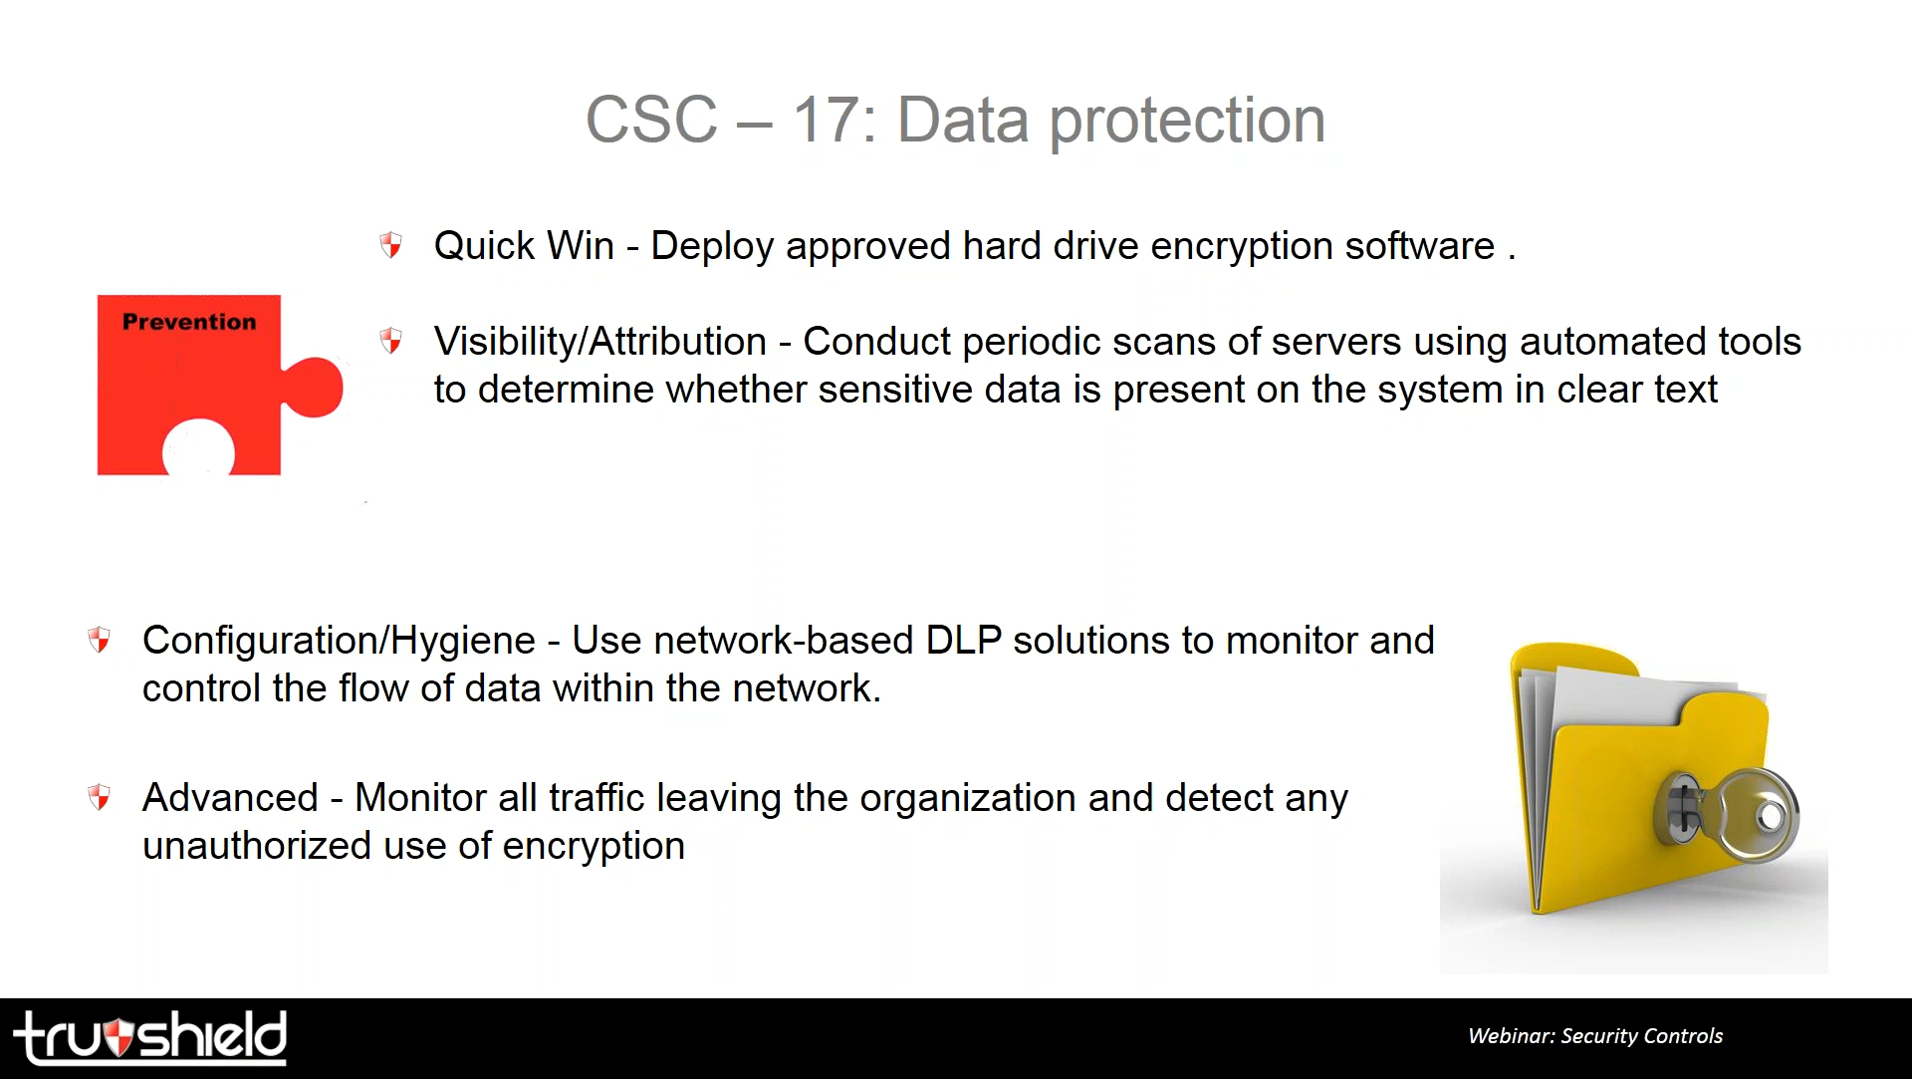 CSC – 17: Data protection
Quick Win - Deploy approved hard drive encryption software .
Prevention
Visibility/Attribution - Conduct periodic scans of servers using automated tools
to determine whether sensitive data is present on the system in clear text
Configuration/Hygiene - Use network-based DLP solutions to monitor and
control the flow of data within the network.
Advanced - Monitor all traffic leaving the organization and detect any
unauthorized use of encryption
trushield
Webinar: Security Controls